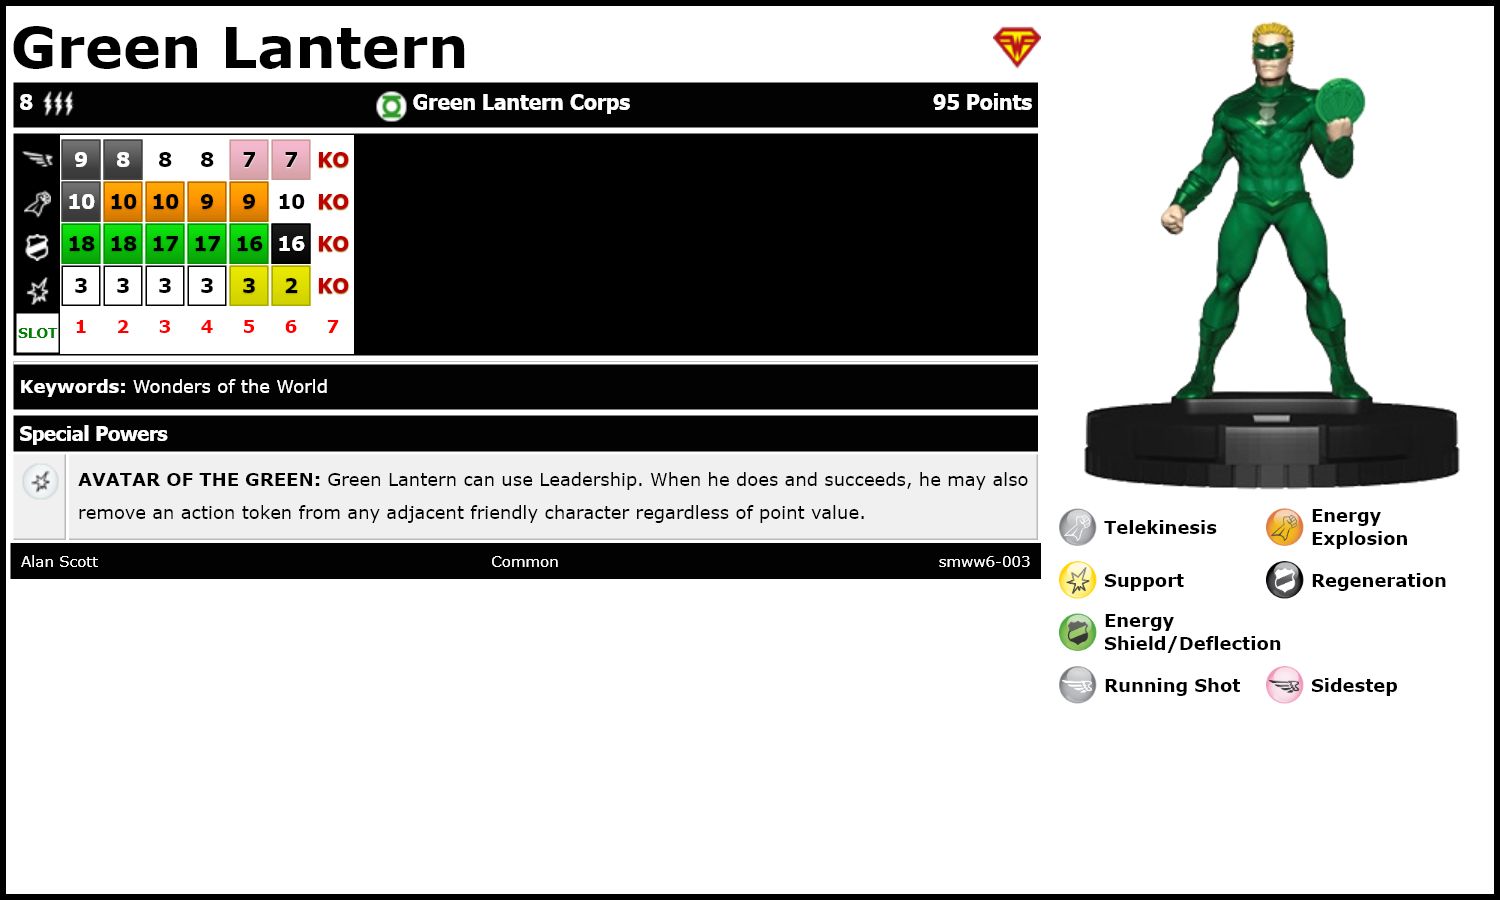 Green Lantern
8 Green Lantern Corps 95 Points
9 8 8 8 7 7 KO
10 10 10 9 9 10 KO
18 18 17 17 16 16 KO
3 3 3 3 3 2 KO
SLOT 1 2 3 4 5 6 7
Keywords: Wonders of the World
Special Powers
AVATAR OF THE GREEN: Green Lantern can use Leadership. When he does and succeeds, he may also
remove an action token from any adjacent friendly character regardless of point value.
Alan Scott Common smww6-003
Telekinesis
Energy
Explosion
Support
Regeneration
Energy
Shield/Deflection
Running Shot
Sidestep